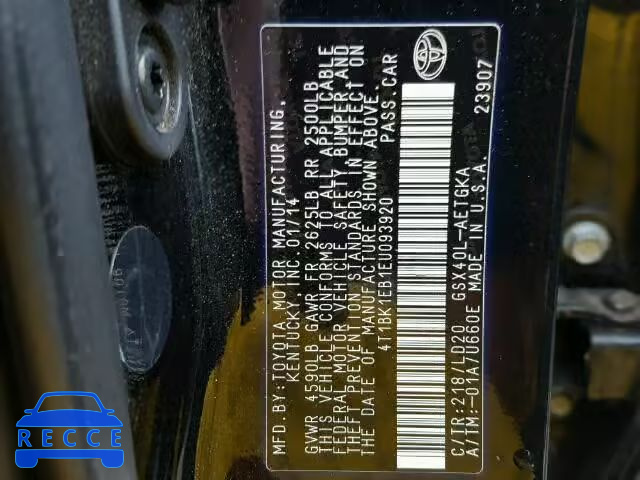 MFD.BY:TOYOTA MOTOR MANUFACTURING,
KENTUCKY, INC. 01/14
GVWR 4590LB GAWR FR 2625LB RR 2500LB
THIS VEHICLE CONFORMS TO ALL APPLICABLE
FEDERAL MOTOR VEHICLE SAFETY, BUMPER, AND
THEFT PREVENTION STANDARDS IN EFFECT ON
THE DATE OF MANUFACTURE SHOWN ABOVE.
4T1BK1EB1EU093920 PASS.CAR
C/TR:218/LD20 GSX40L-AETGKA 23907
A/TM:-01A/U660E MADE IN U.S.A.
RECCE